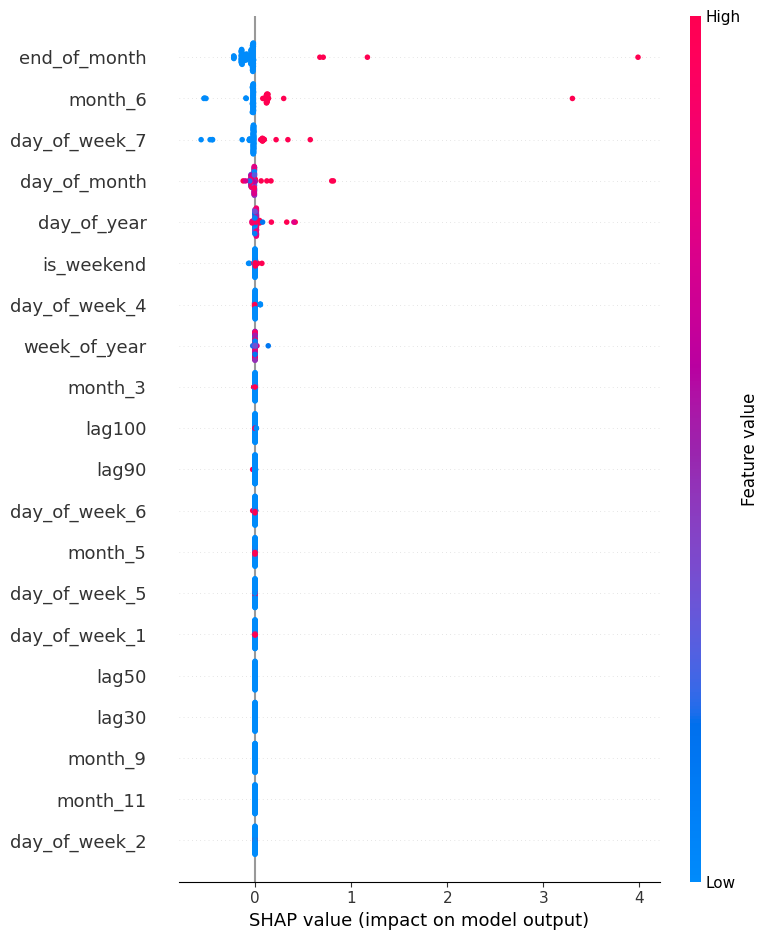 High
end_of_month
month_6
day_of_week_7
day_of_month
day_of_year
is_weekend
day_of_week_4
week_of_year
month_3
lag100
lag90
day_of_week_6
month_5
day_of_week_5
day_of_week_1
lag50
lag30
month_9
month_11
day_of_week_2
Feature value
Low
0 1 2 3 4
SHAP value (impact on model output)